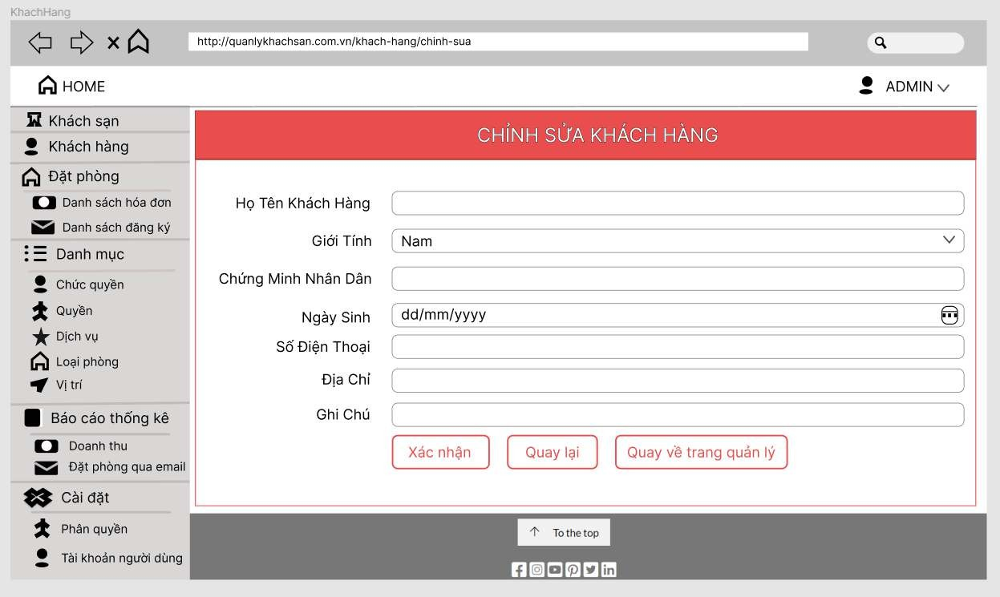 KhachHang
http://quanlykhachsan.com.vn/khach-hang/chinh-sua
HOME
ADMIN
Khách sạn
Khách hàng
Đặt phòng
Danh sách hóa đơn
Danh sách đăng ký
Danh mục
Chức quyền
Quyền
Dịch vụ
Loại phòng
Vị trí
Báo cáo thống kê
Doanh thu
Đặt phòng qua email
Cài đặt
Phân quyền
Tài khoản người dùng
CHỈNH SỬA KHÁCH HÀNG
Họ Tên Khách Hàng
Giới Tính Nam
Chứng Minh Nhân Dân
Ngày Sinh dd/mm/yyyy
Số Điện Thoại
Địa Chỉ
Ghi Chú
Xác nhận Quay lại Quay về trang quản lý
To the top